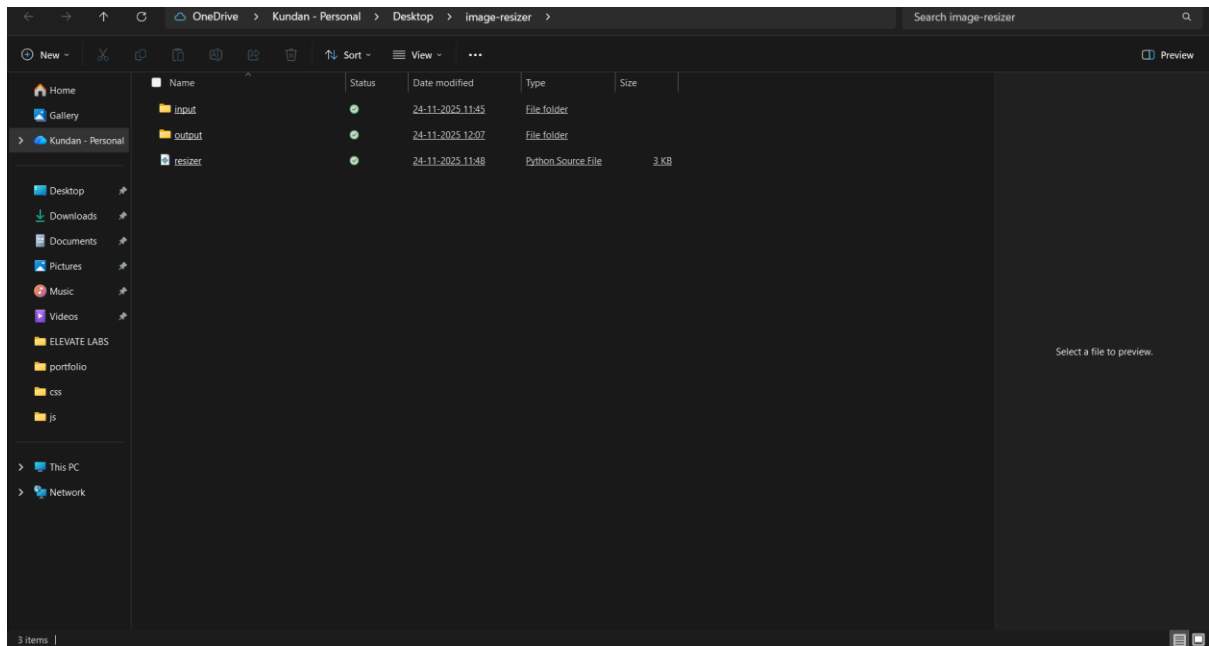 OneDrive > Kundan - Personal > Desktop > image-resizer >
Search image-resizer
New
Sort
View
...
Preview
Name Status Date modified Type Size
input 24-11-2025 11:45 File folder
output 24-11-2025 12:07 File folder
resizer 24-11-2025 11:48 Python Source File 3 KB
Home
Gallery
Kundan - Personal
Desktop
Downloads
Documents
Pictures
Music
Videos
ELEVATE LABS
portfolio
css
js
This PC
Network
Select a file to preview.
3 items